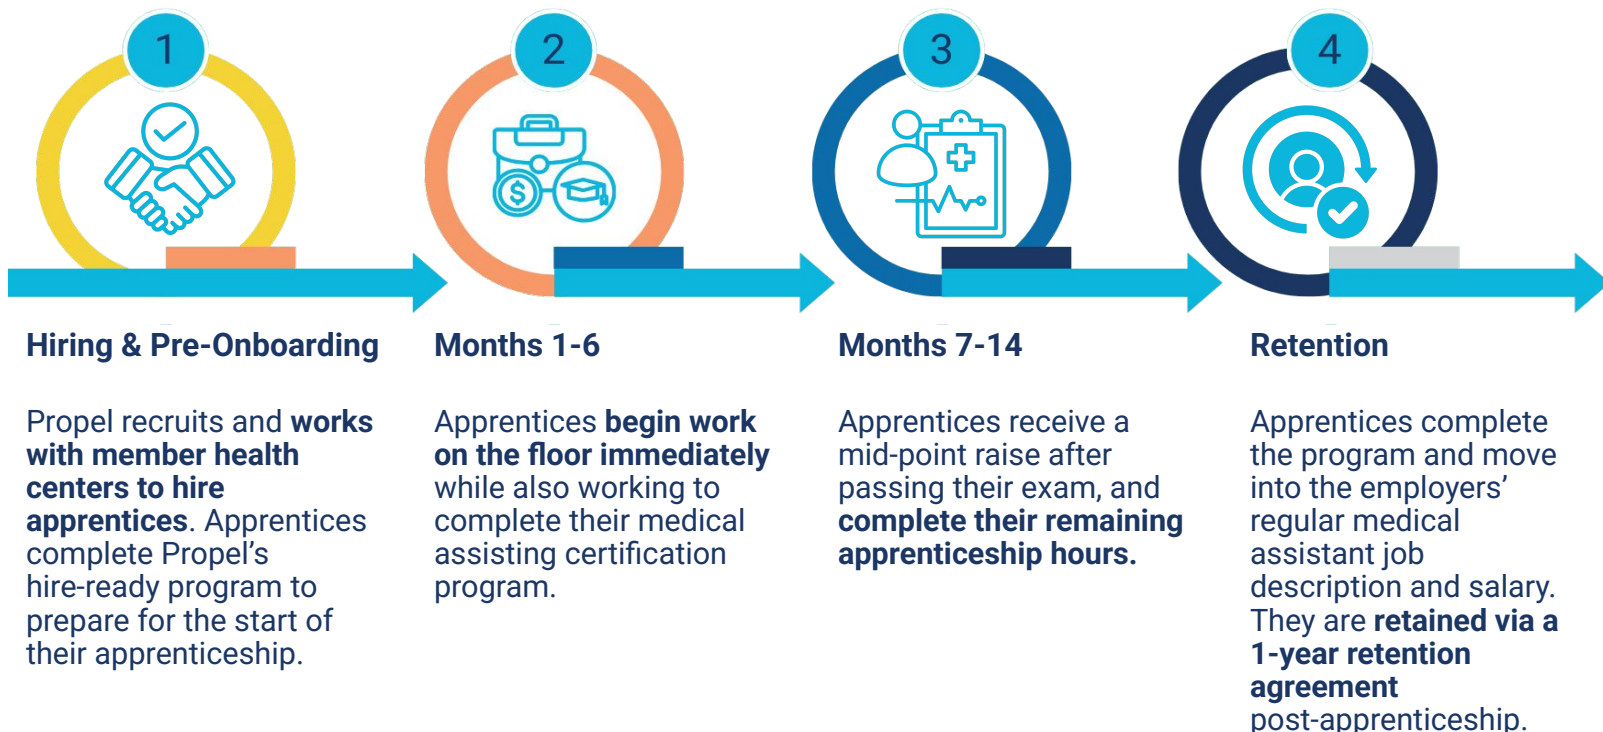 1
2
3
4
Hiring & Pre-Onboarding
Propel recruits and works
with member health
centers to hire
apprentices. Apprentices
complete Propel's
hire-ready program to
prepare for the start of
their apprenticeship.
Months 1-6
Apprentices begin work
on the floor immediately
while also working to
complete their medical
assisting certification
program.
Months 7-14
Apprentices receive a
mid-point raise after
passing their exam, and
complete their remaining
apprenticeship hours.
Retention
Apprentices complete
the program and move
into the employers'
regular medical
assistant job
description and salary.
They are retained via a
1-year retention
agreement
post-apprenticeship.